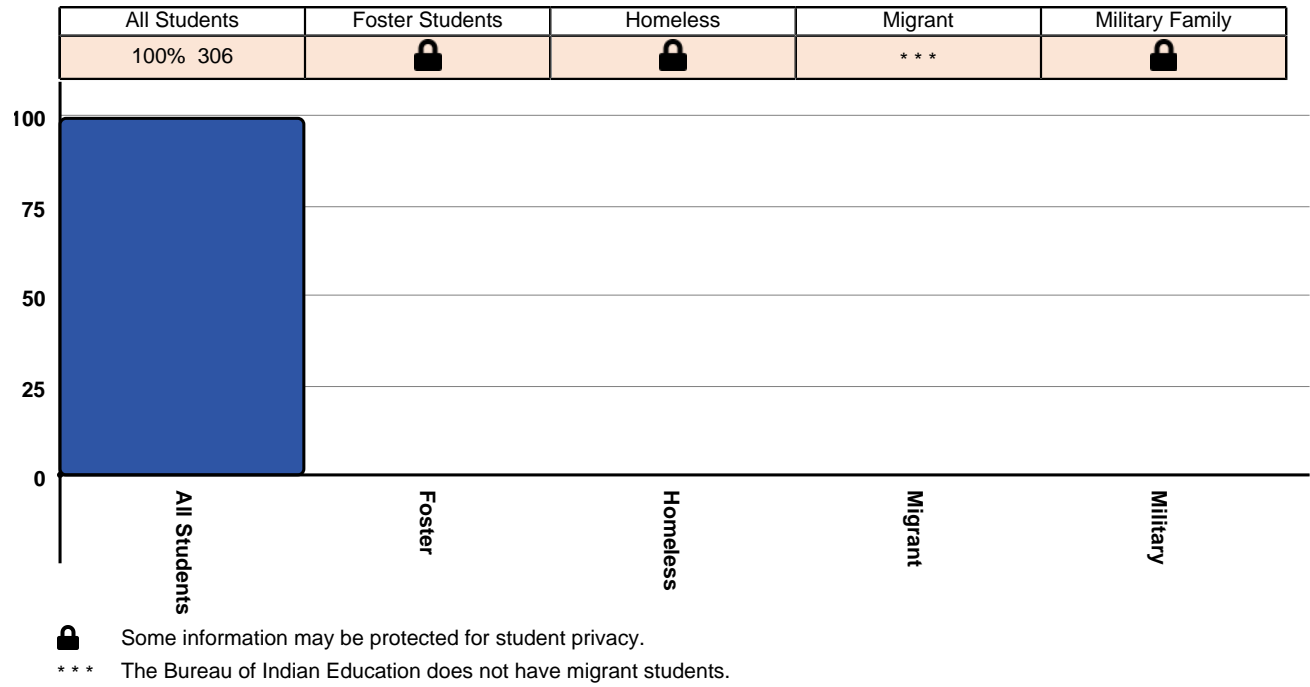 All Students Foster Students Homeless Migrant Military Family
100% 306 * * *
100
75
50
25
0
All Students
Foster
Homeless
Migrant
Military
Some information may be protected for student privacy.
* * * The Bureau of Indian Education does not have migrant students.